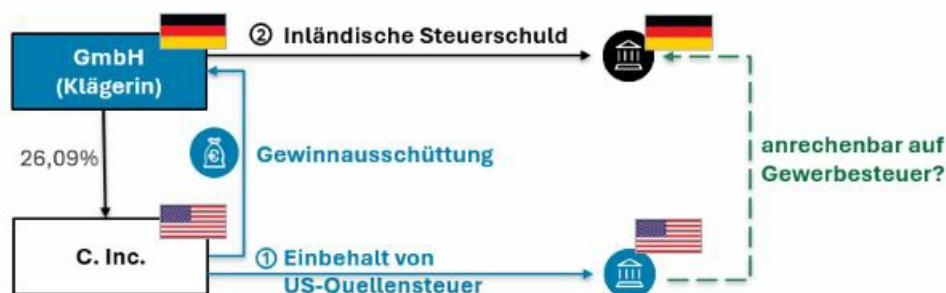 ② Inländische Steuerschuld
GmbH
(Klägerin)
26,09%
Gewinnausschüttung
anrechenbar auf
Gewerbesteuer?
C. Inc.
① Einbehalt von
US-Quellensteuer